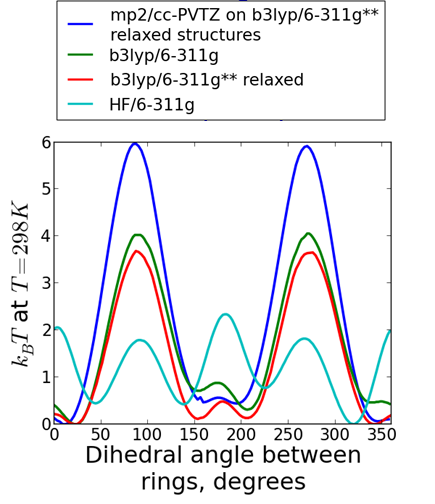 mp2/cc-PVTZ on b3lyp/6-311g**
relaxed structures
b3lyp/6-311g
b3lyp/6-311g** relaxed
HF/6-311g
6
5
4
3
2
1
0
k_BT at T=298K
0 50 100 150 200 250 300 350
Dihedral angle between
rings, degrees